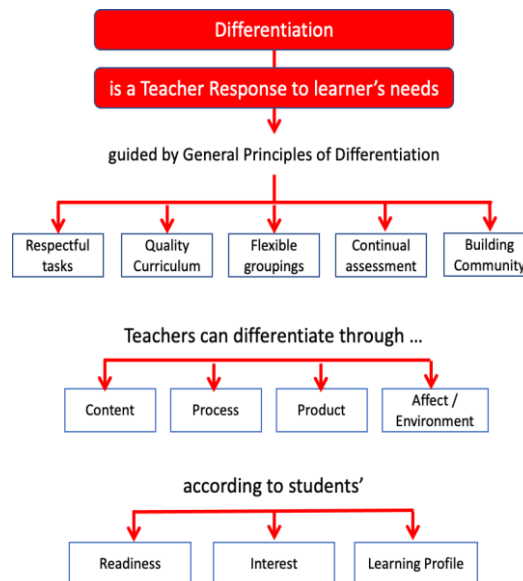 Differentiation
is a Teacher Response to learner's needs
guided by General Principles of Differentiation
Respectful
tasks
Quality
Curriculum
Flexible
groupings
Continual
assessment
Building
Community
Teachers can differentiate through ...
Content
Process
Product
Affect /
Environment
according to students'
Readiness
Interest
Learning Profile